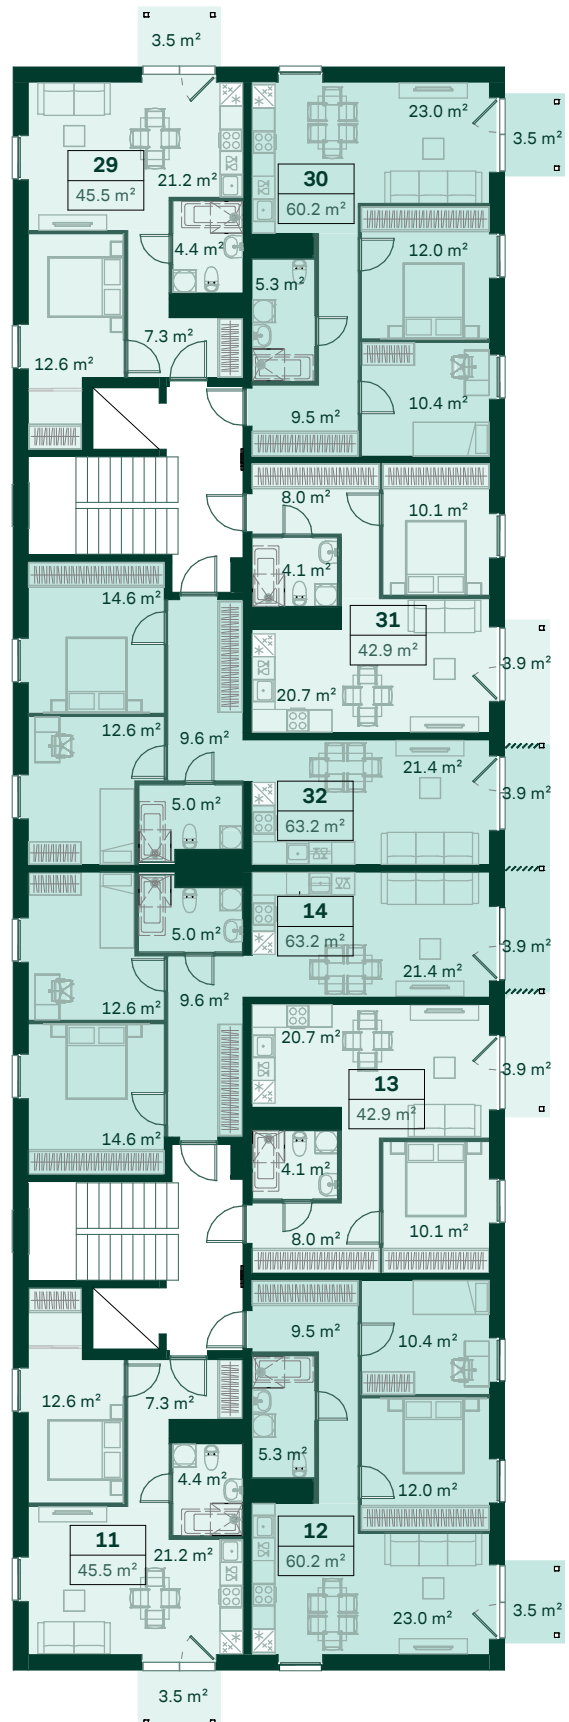 3.5 m²
29
45.5 m²
21.2 m²
4.4 m²
7.3 m²
12.6 m²
30
60.2 m²
23.0 m²
3.5 m²
12.0 m²
5.3 m²
10.4 m²
9.5 m²
8.0 m²
10.1 m²
4.1 m²
31
42.9 m²
20.7 m²
3.9 m²
14.6 m²
12.6 m²
9.6 m²
5.0 m²
32
63.2 m²
21.4 m²
3.9 m²
14
63.2 m²
21.4 m²
3.9 m²
5.0 m²
9.6 m²
12.6 m²
14.6 m²
20.7 m²
13
42.9 m²
3.9 m²
4.1 m²
8.0 m²
10.1 m²
9.5 m²
10.4 m²
5.3 m²
12.0 m²
12
60.2 m²
23.0 m²
3.5 m²
12.6 m²
7.3 m²
4.4 m²
11
45.5 m²
21.2 m²
3.5 m²